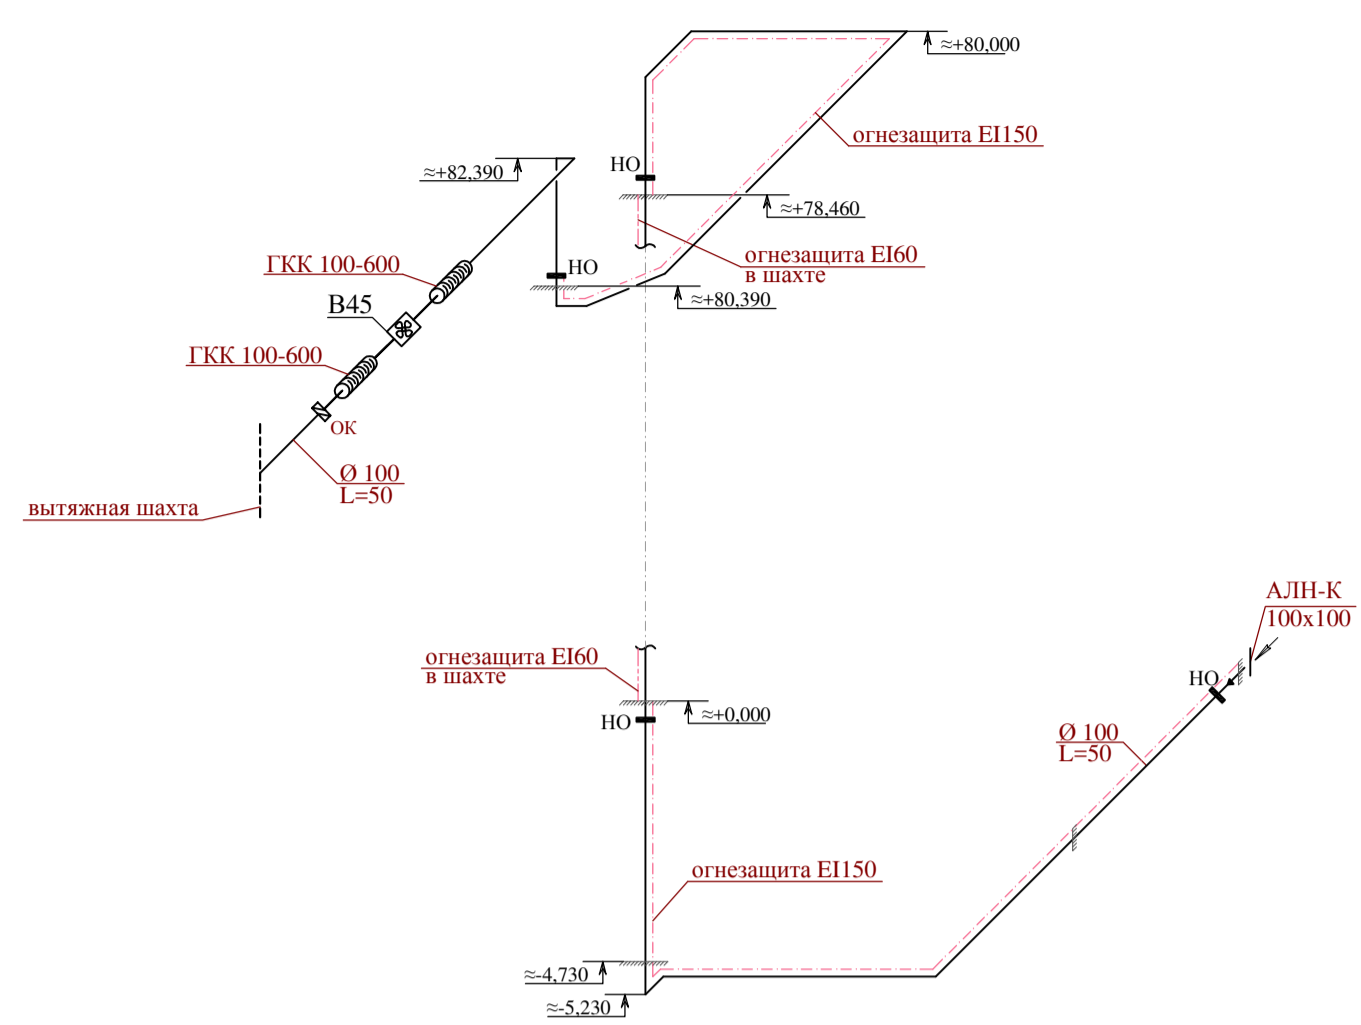 ≈+80,000
огнезащита EI150
НО
≈+82,390
≈+78,460
огнезащита EI60
в шахте
ГКК 100-600
НО
≈+80,390
В45
ГКК 100-600
ОК
Ø 100
L=50
вытяжная шахта
АЛН-К
100х100
огнезащита EI60
в шахте
НО
≈+0,000
НО
Ø 100
L=50
огнезащита EI150
≈-4,730
≈-5,230